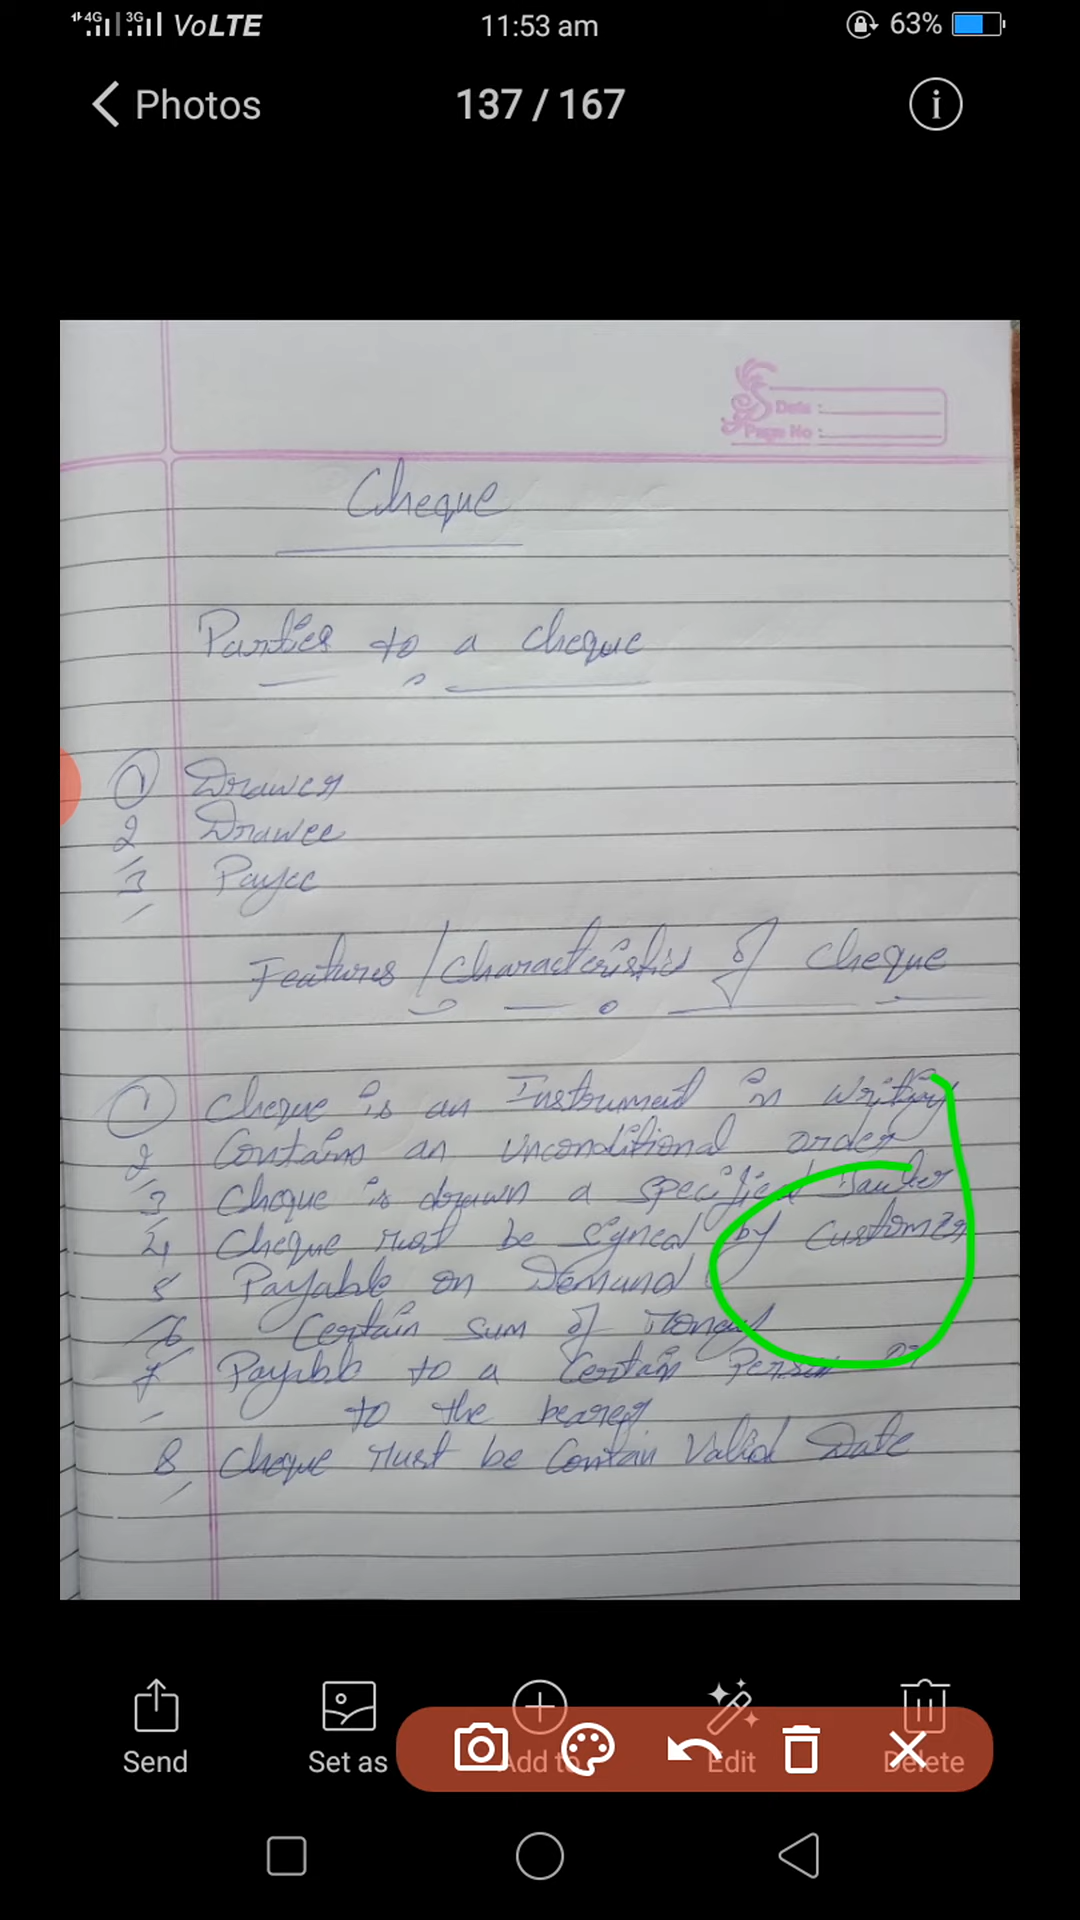 4G 3G VoLTE 11:53 am 63%
Photos 137 / 167
Date :
Page No :
Cheque
Parties to a cheque
1 Drawer
2 Drawee
3 Payee
Features / Characteristics of cheque
1 Cheque is an Instrument in writing
2 Contains an unconditional order
3 Cheque is drawn a specified Banker
4 Cheque must be signed by Customer
5 Payable on Demand
6 Certain sum of Money
7 Payable to a Certain Person or
to the bearer
8 Cheque Must be Contain Valid Date
Send Set as Add to Edit Delete